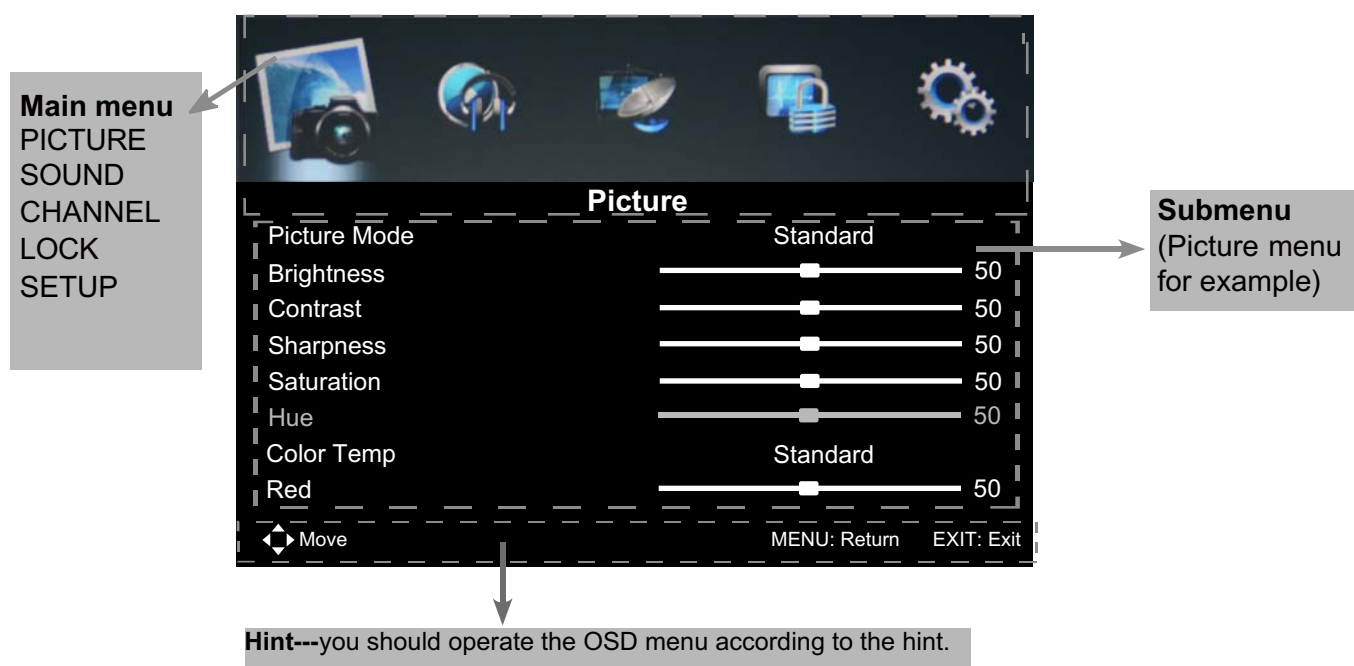 Main menu
PICTURE
SOUND
CHANNEL
LOCK
SETUP
Picture
Picture Mode Standard
Brightness 50
Contrast 50
Sharpness 50
Saturation 50
Hue 50
Color Temp Standard
Red 50
Move MENU: Return EXIT: Exit
Submenu
(Picture menu
for example)
Hint---you should operate the OSD menu according to the hint.